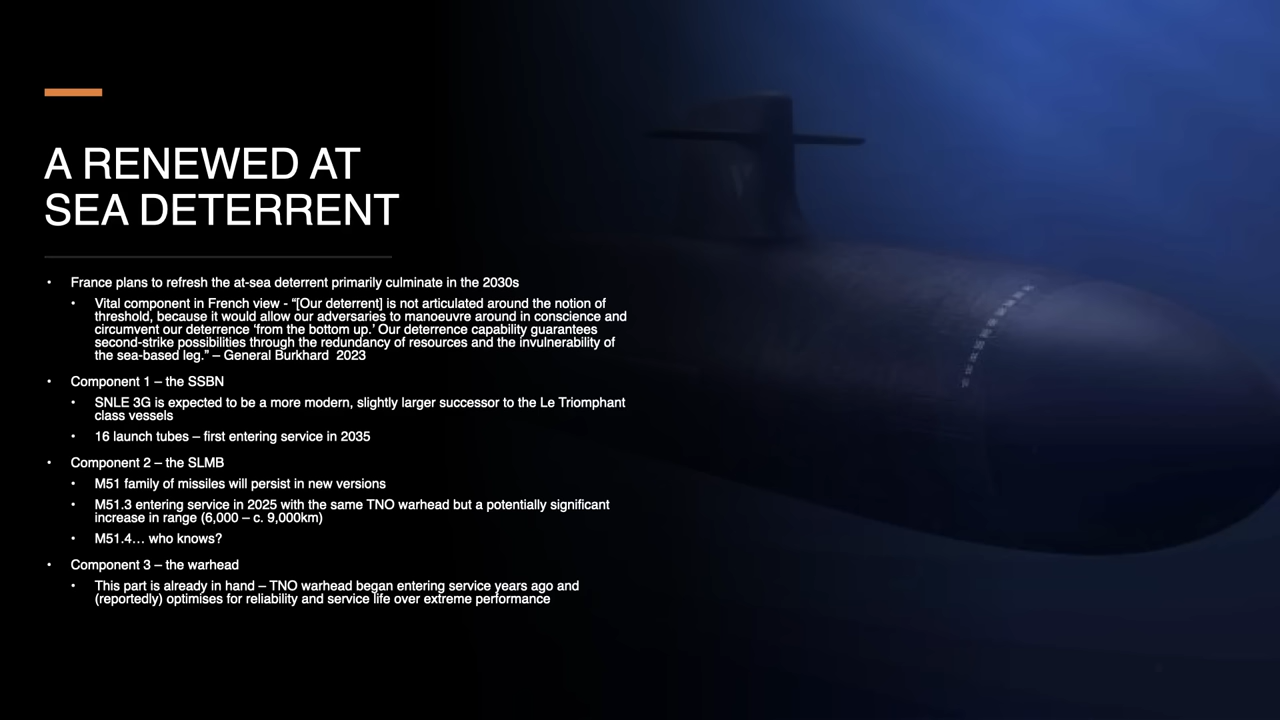 A RENEWED AT
SEA DETERRENT
• France plans to refresh the at-sea deterrent primarily culminate in the 2030s
• Vital component in French view - “[Our deterrent] is not articulated around the notion of
threshold, because it would allow our adversaries to manoeuvre around in conscience and
circumvent our deterrence ‘from the bottom up.’ Our deterrence capability guarantees
second-strike possibilities through the redundancy of resources and the invulnerability of
the sea-based leg.” – General Burkhard 2023
• Component 1 – the SSBN
• SNLE 3G is expected to be a more modern, slightly larger successor to the Le Triomphant
class vessels
• 16 launch tubes – first entering service in 2035
• Component 2 – the SLMB
• M51 family of missiles will persist in new versions
• M51.3 entering service in 2025 with the same TNO warhead but a potentially significant
increase in range (6,000 – c. 9,000km)
• M51.4… who knows?
• Component 3 – the warhead
• This part is already in hand – TNO warhead began entering service years ago and
(reportedly) optimises for reliability and service life over extreme performance